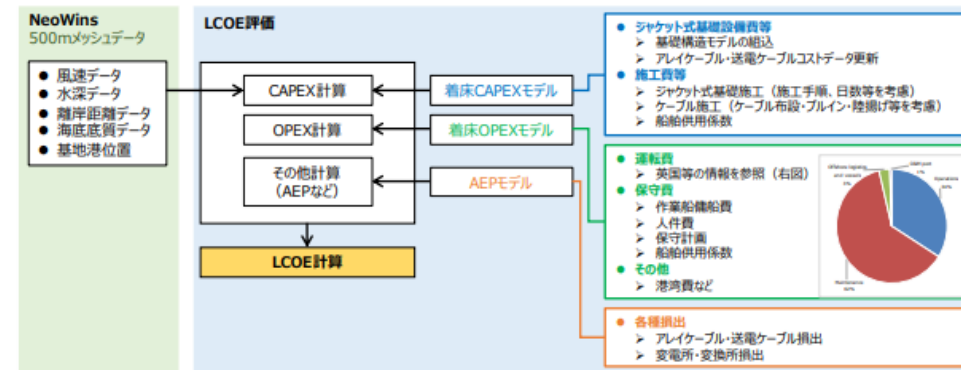 NeoWins
500mメッシュデータ
● 風速データ
● 水深データ
● 離岸距離データ
● 海底底質データ
● 基地港位置
LCOE評価
CAPEX計算
OPEX計算
その他計算
（AEPなど）
LCOE計算
着床CAPEXモデル
着床OPEXモデル
AEPモデル
● ジャケット式基礎設備費等
➢ 基礎構造モデルの組込
➢ アレイケーブル・送電ケーブルコストデータ更新
● 施工費等
➢ ジャケット式基礎施工（施工手順、日数等を考慮）
➢ ケーブル施工（ケーブル布設・プルイン・陸揚げ等を考慮）
➢ 船舶供用係数
● 運転費
➢ 英国等の情報を参照（右図）
● 保守費
➢ 作業船傭船費
➢ 人件費
➢ 保守計画
➢ 船舶供用係数
● その他
➢ 港湾費など
Offshore logistics
and vessels
Operations
Maintenance
● 各種損出
➢ アレイケーブル・送電ケーブル損出
➢ 変電所・変換所損出